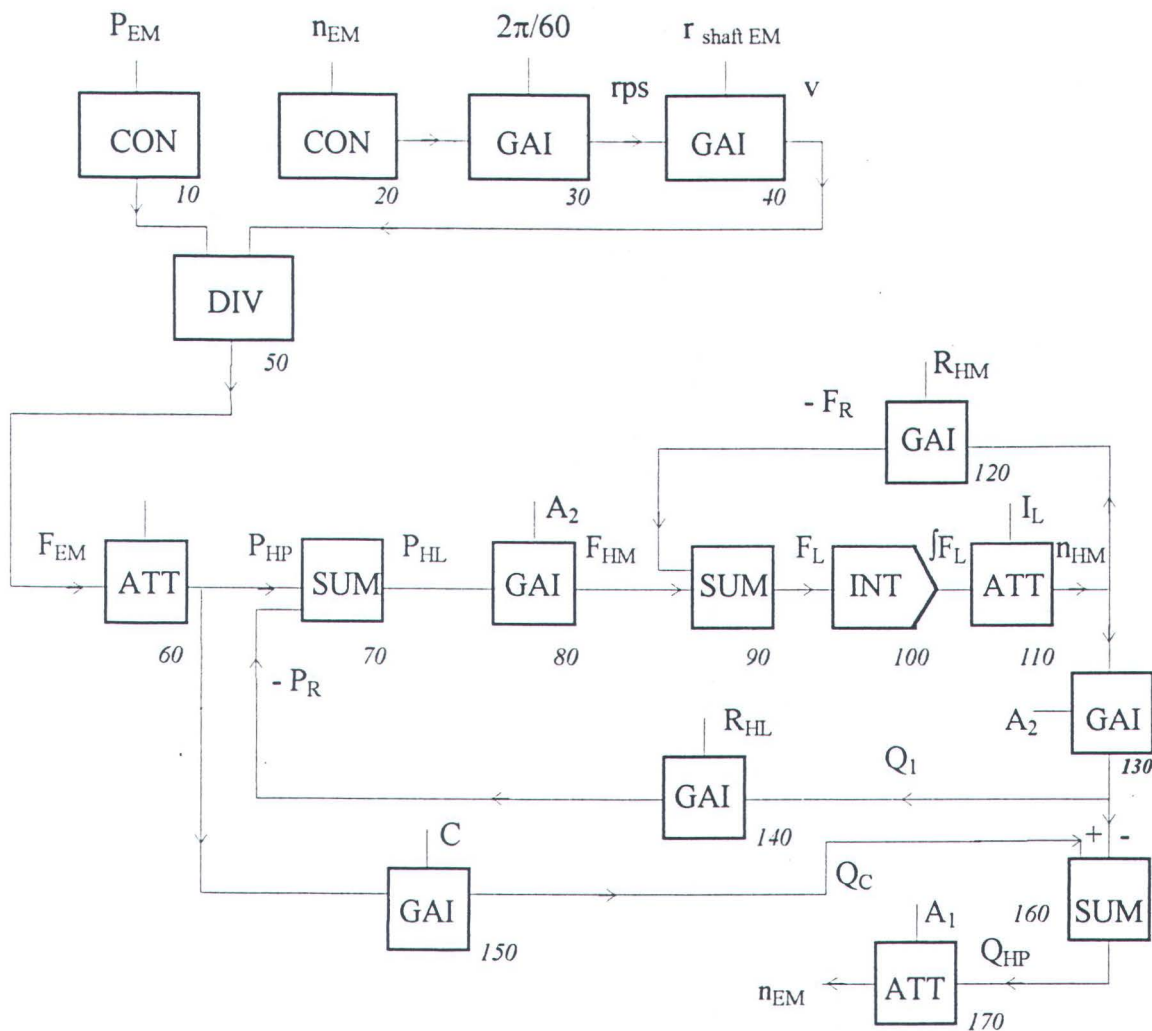 P_EM
n_EM
2π/60
r shaft EM
rps
v
CON
CON
GAI
GAI
10
20
30
40
DIV
50
R_HM
- F_R
GAI
120
A_2
I_L
F_EM
P_HP
P_HL
F_HM
F_L
∫F_L
n_HM
ATT
SUM
GAI
SUM
INT
ATT
60
70
80
90
100
110
- P_R
R_HL
A_2
GAI
130
Q_1
GAI
140
C
+
-
Q_C
GAI
150
160
SUM
A_1
Q_HP
n_EM
ATT
170